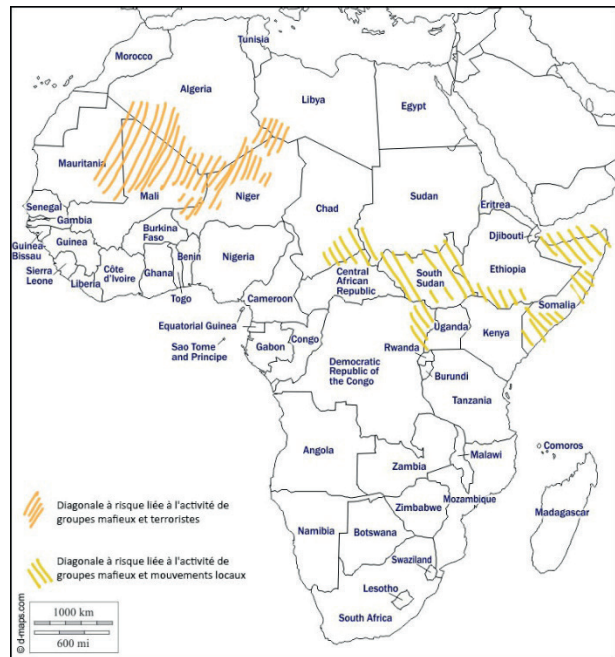 Tunisia
Morocco
Algeria
Libya
Egypt
Mauritania
Mali
Niger
Chad
Sudan
Eritrea
Senegal
Gambia
Guinea-
Bissau
Guinea
Sierra
Leone
Liberia
Côte
d'Ivoire
Burkina
Faso
Ghana
Togo
Benin
Nigeria
Cameroon
Central
African
Republic
South
Sudan
Djibouti
Ethiopia
Somalia
Equatorial Guinea
Sao Tome
and Principe
Gabon
Congo
Democratic
Republic of
the Congo
Uganda
Kenya
Rwanda
Burundi
Tanzania
Angola
Zambia
Malawi
Comoros
Mozambique
Zimbabwe
Madagascar
Namibia
Botswana
Swaziland
Lesotho
South Africa
Diagonale à risque liée à l'activité de
groupes mafieux et terroristes
Diagonale à risque liée à l'activité de
groupes mafieux et mouvements locaux
1000 km
600 mi
© d-maps.com